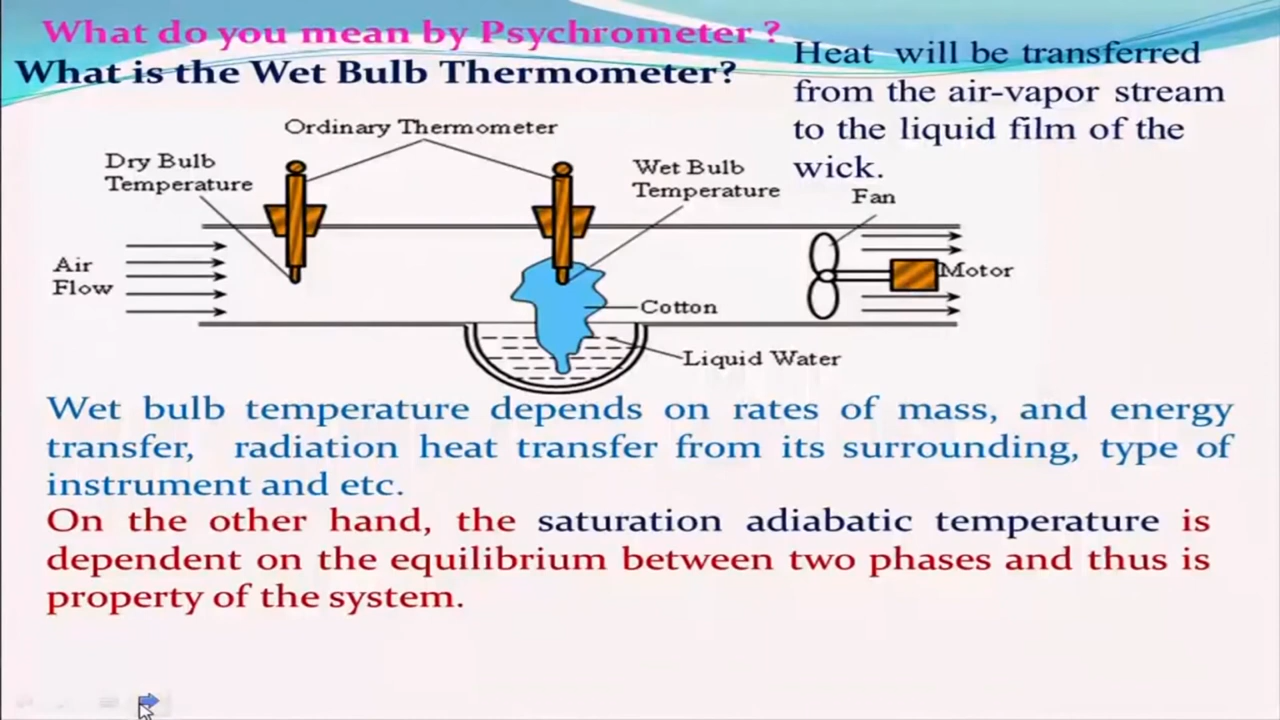 What do you mean by Psychrometer ?
What is the Wet Bulb Thermometer?
Heat will be transferred
from the air-vapor stream
to the liquid film of the
wick.
Ordinary Thermometer
Dry Bulb
Temperature
Wet Bulb
Temperature
Fan
Air
Flow
Motor
Cotton
Liquid Water
Wet bulb temperature depends on rates of mass, and energy
transfer, radiation heat transfer from its surrounding, type of
instrument and etc.
On the other hand, the saturation adiabatic temperature is
dependent on the equilibrium between two phases and thus is
property of the system.